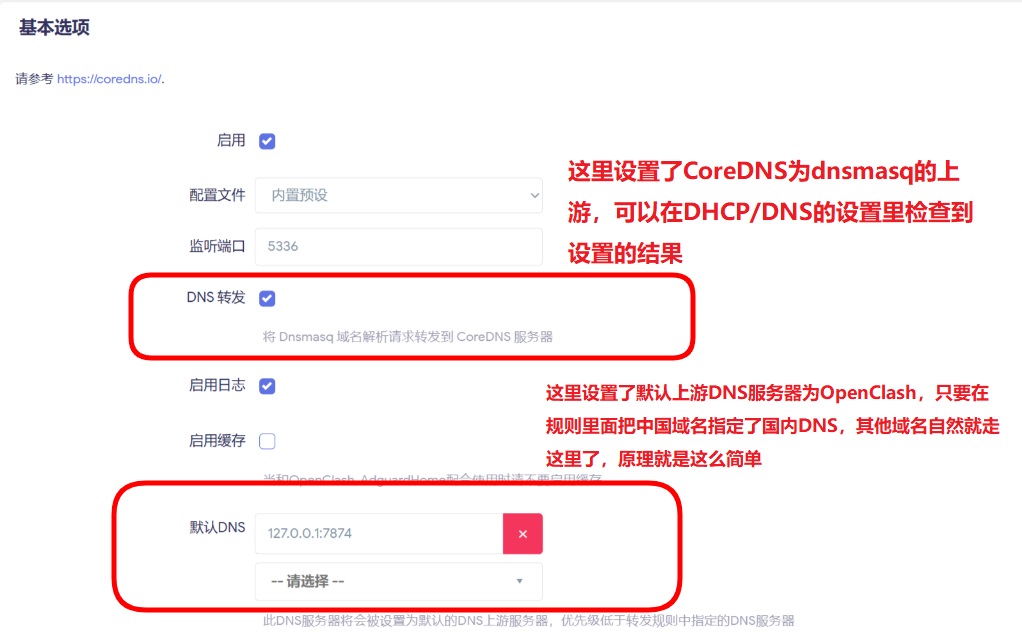 基本选项
请参考 https://coredns.io/.
启用
配置文件 内置预设
监听端口 5336
这里设置了CoreDNS为dnsmasq的上
游，可以在DHCP/DNS的设置里检查到
设置的结果
DNS 转发
将 Dnsmasq 域名解析请求转发到 CoreDNS 服务器
启用日志
启用缓存
当和OpenClash, AdguardHome配合使用时请不要启用缓存
这里设置了默认上游DNS服务器为OpenClash，只要在
规则里面把中国域名指定了国内DNS，其他域名自然就走
这里了，原理就是这么简单
默认DNS 127.0.0.1:7874
-- 请选择 --
此DNS服务器将会被设置为默认的DNS上游服务器，优先级低于转发规则中指定的DNS服务器